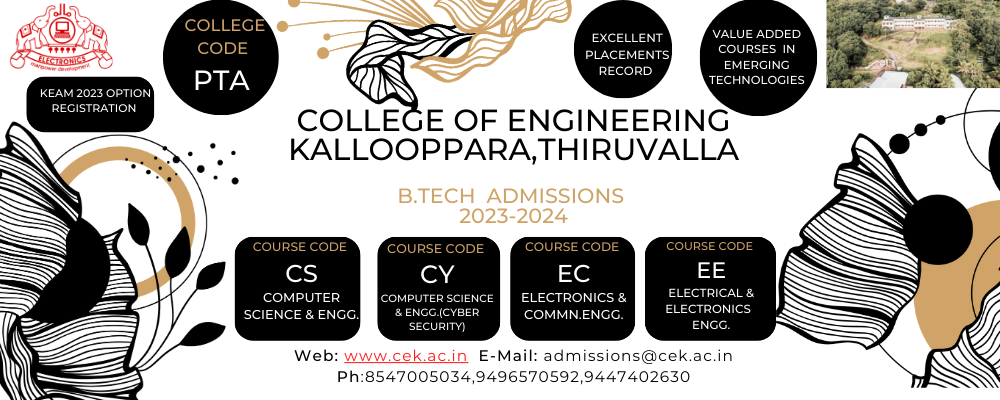 ELECTRONICS
manpower development
KEAM 2023 OPTION
REGISTRATION
COLLEGE
CODE
PTA
EXCELLENT
PLACEMENTS
RECORD
VALUE ADDED
COURSES IN
EMERGING
TECHNOLOGIES
COLLEGE OF ENGINEERING
KALLOOPPARA,THIRUVALLA
B.TECH ADMISSIONS
2023-2024
COURSE CODE
CS
COMPUTER
SCIENCE & ENGG.
COURSE CODE
CY
COMPUTER SCIENCE
& ENGG.(CYBER
SECURITY)
COURSE CODE
EC
ELECTRONICS &
COMMN.ENGG.
COURSE CODE
EE
ELECTRICAL &
ELECTRONICS
ENGG.
Web: www.cek.ac.in E-Mail: admissions@cek.ac.in
Ph:8547005034,9496570592,9447402630